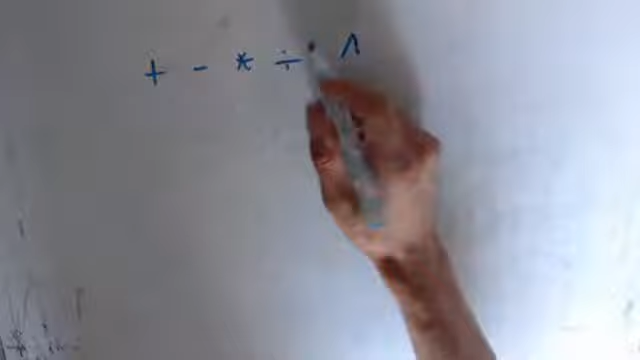 + - * ÷ ^